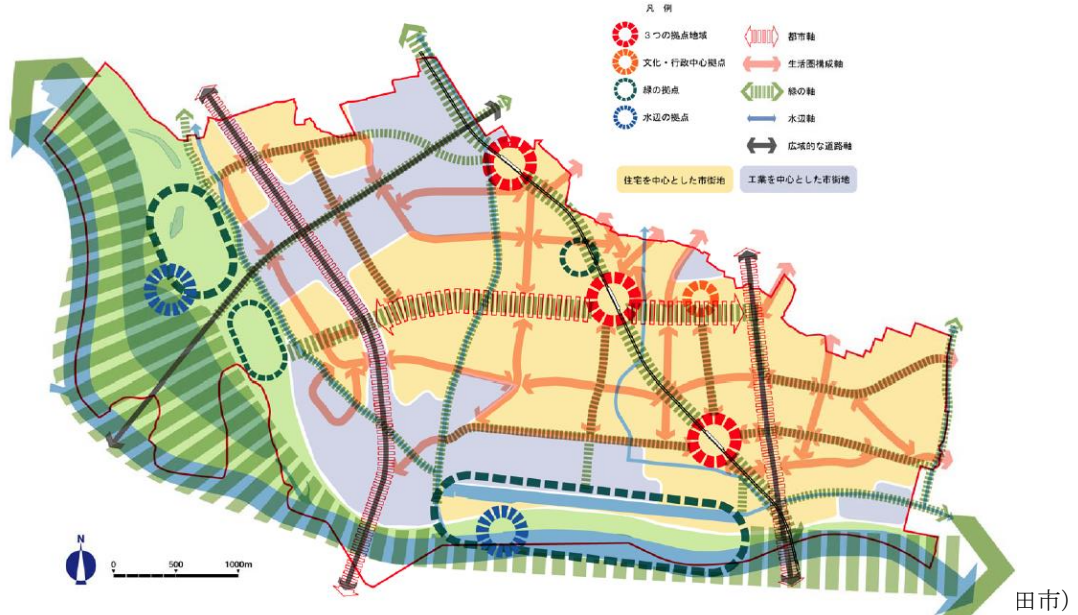 凡 例
3つの拠点地域
都市軸
文化・行政中心拠点
生活圏構成軸
緑の拠点
緑の軸
水辺の拠点
水辺軸
広域的な道路軸
住宅を中心とした市街地
工業を中心とした市街地
N
0 500 1000m
田市)